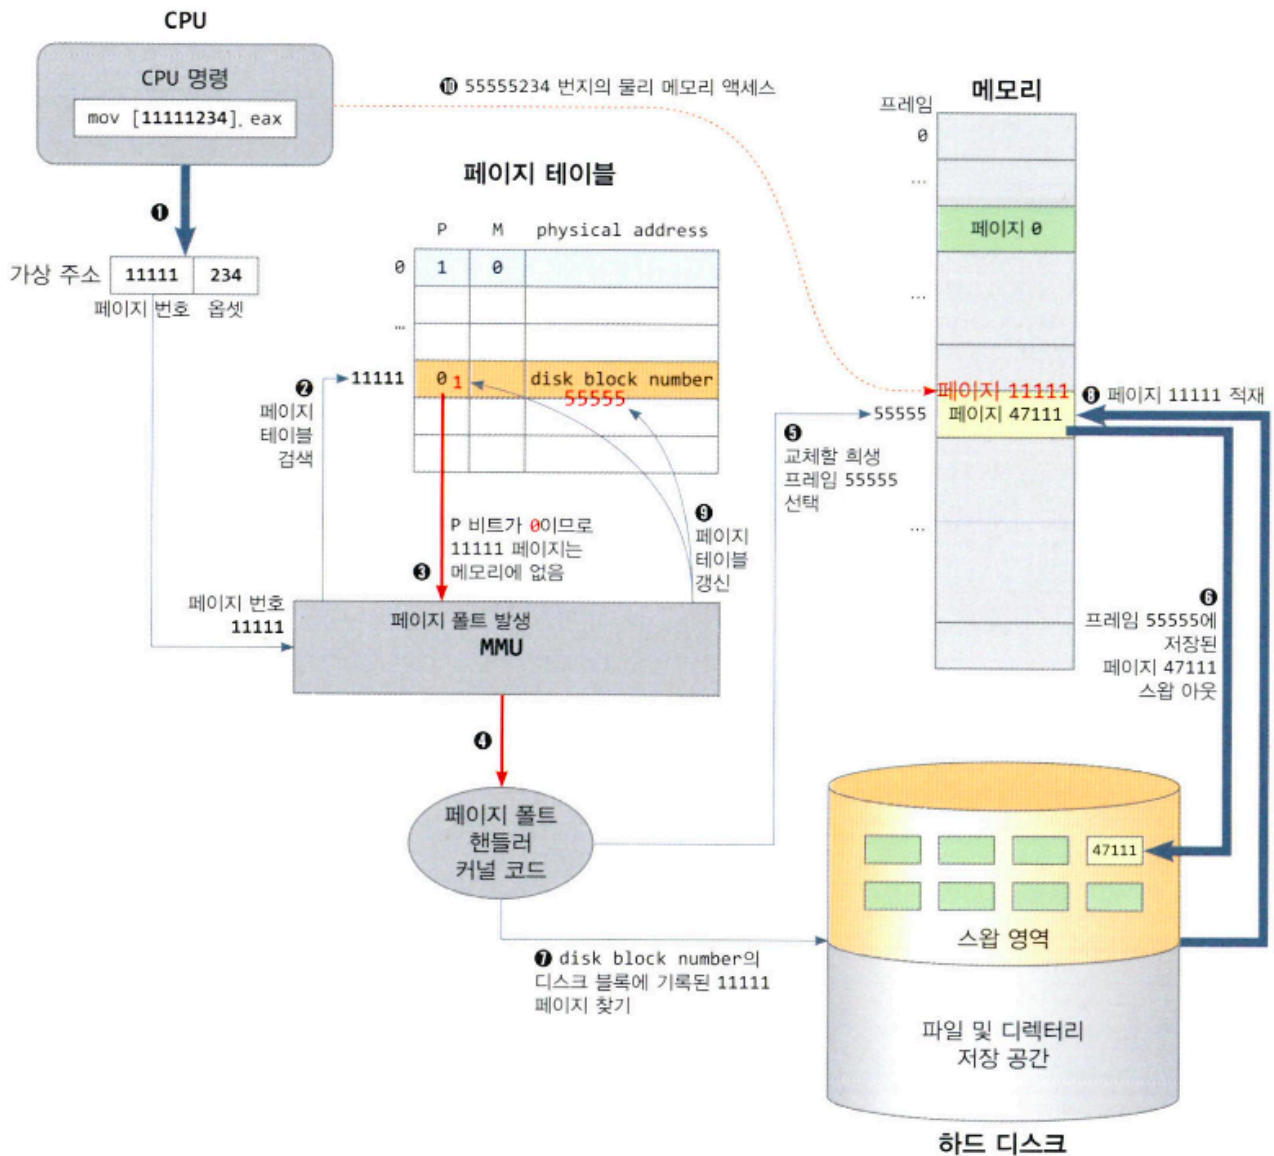 CPU
CPU 명령
mov [11111234]. eax
❶
가상 주소
11111
234
페이지 번호
옵셋
❿ 55555234 번지의 물리 메모리 액세스
메모리
프레임
0
...
페이지 0
...
페이지 11111
55555
페이지 47111
...
❽ 페이지 11111 적재
페이지 테이블
P
M
physical address
0
1
0
...
11111
0
1
disk block number
55555
❷
페이지
테이블
검색
P 비트가 0이므로
11111 페이지는
메모리에 없음
❸
❾
페이지
테이블
갱신
❺
교체할 희생
프레임 55555
선택
❻
프레임 55555에
저장된
페이지 47111
스왑 아웃
페이지 번호
11111
페이지 폴트 발생
MMU
❹
페이지 폴트
핸들러
커널 코드
❼ disk block number의
디스크 블록에 기록된 11111
페이지 찾기
47111
스왑 영역
파일 및 디렉터리
저장 공간
하드 디스크